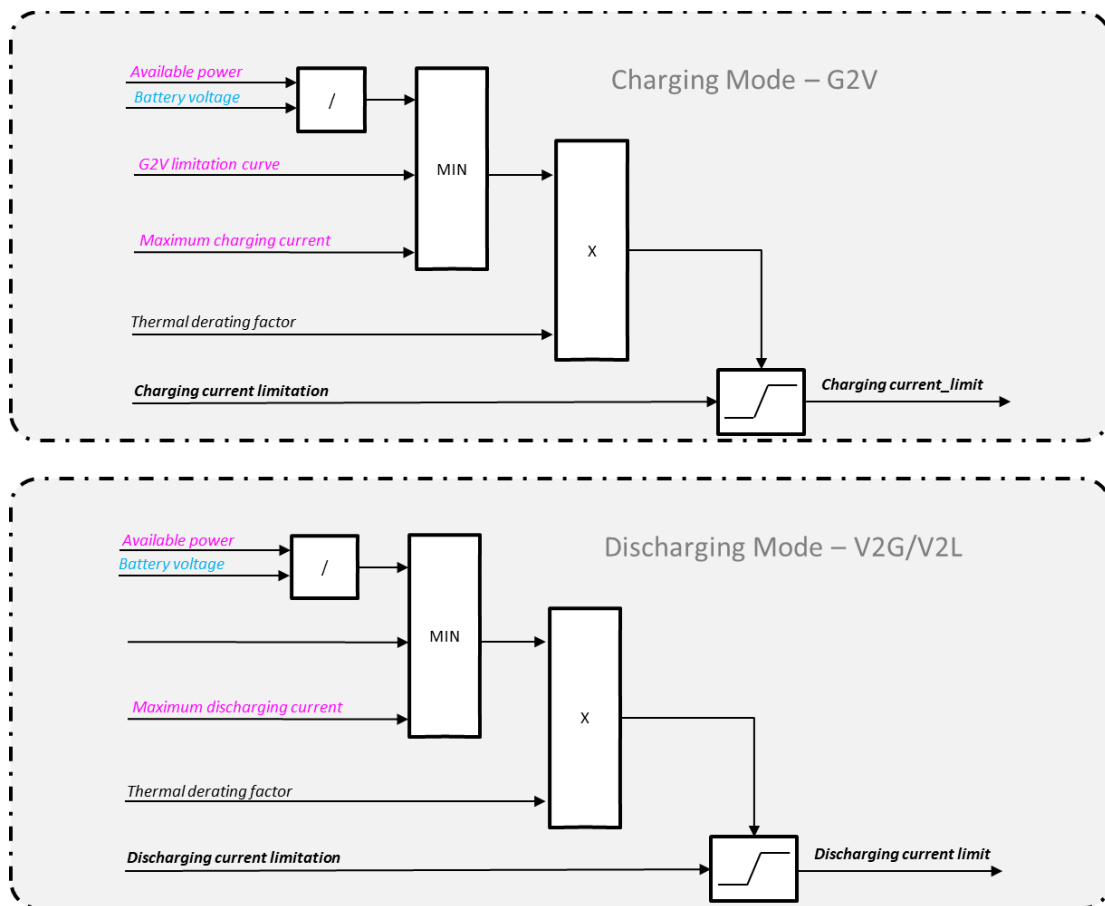 Charging Mode – G2V
Available power
Battery voltage
/
G2V limitation curve
MIN
Maximum charging current
X
Thermal derating factor
Charging current limitation
Charging current_limit
Discharging Mode – V2G/V2L
Available power
Battery voltage
/
MIN
Maximum discharging current
X
Thermal derating factor
Discharging current limitation
Discharging current limit